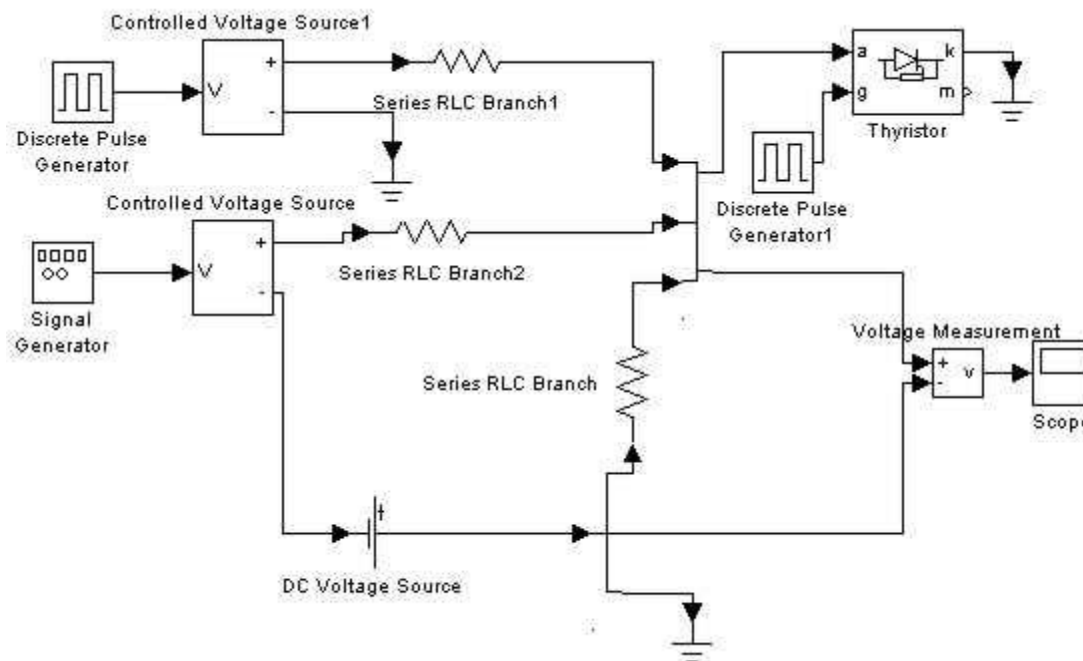 Controlled Voltage Source1
+
V
-
Discrete Pulse
Generator
Series RLC Branch1
a
k
g
m
Thyristor
Discrete Pulse
Generator1
Controlled Voltage Source
+
V
-
Signal
Generator
Series RLC Branch2
Voltage Measurement
+
-
v
Scope
Series RLC Branch
DC Voltage Source